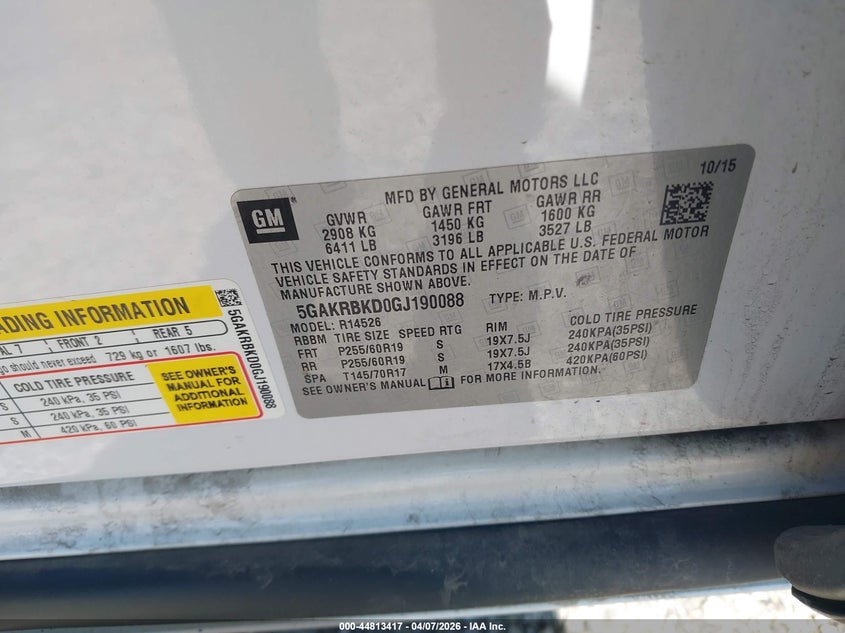 10/15
GM
MFD BY GENERAL MOTORS LLC
GVWR GAWR FRT GAWR RR
2908 KG 1450 KG 1600 KG
6411 LB 3196 LB 3527 LB
THIS VEHICLE CONFORMS TO ALL APPLICABLE U.S. FEDERAL MOTOR
VEHICLE SAFETY STANDARDS IN EFFECT ON THE DATE OF
MANUFACTURE SHOWN ABOVE.
5GAKRBKD0GJ190088 TYPE: M.P.V.
MODEL: R14526
RBBM TIRE SIZE SPEED RTG RIM COLD TIRE PRESSURE
FRT P255/60R19 S 19X7.5J 240KPA(35PSI)
RR P255/60R19 S 19X7.5J 240KPA(35PSI)
SPA T145/70R17 M 17X4.5B 420KPA(60PSI)
SEE OWNER'S MANUAL FOR MORE INFORMATION.
ADING INFORMATION
AL 7 FRONT 2 REAR 5
go should never exceed 729 kg or 1607 lbs.
COLD TIRE PRESSURE
S 240 kPa, 35 PSI
S 240 kPa, 35 PSI
M 420 kPa, 60 PSI
SEE OWNER'S
MANUAL FOR
ADDITIONAL
INFORMATION
5GAKRBKD0GJ190088
000-44813417 - 04/07/2026 - IAA Inc.